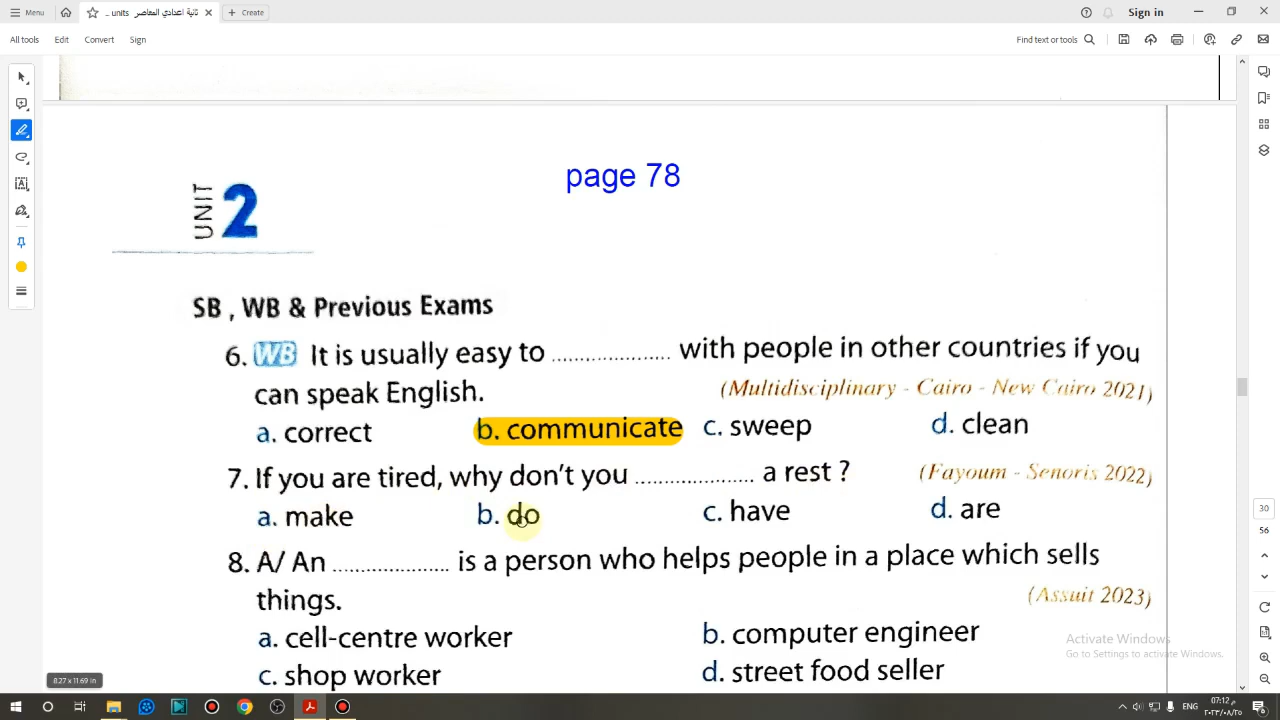 Menu
ثانية اعدادي المعاصر units ..
Create
Sign in
All tools
Edit
Convert
Sign
Find text or tools
page 78
UNIT 2
SB , WB & Previous Exams
6. WB It is usually easy to .................... with people in other countries if you
can speak English. (Multidisciplinary - Cairo - New Cairo 2021)
a. correct b. communicate c. sweep d. clean
7. If you are tired, why don't you .................... a rest ? (Fayoum - Senoris 2022)
a. make b. do c. have d. are
8. A/ An .................... is a person who helps people in a place which sells
things. (Assuit 2023)
a. cell-centre worker b. computer engineer
c. shop worker d. street food seller
30
56
Activate Windows
Go to Settings to activate Windows.
8.27 x 11.69 in
ENG
07:12 م
٢٠٢٣/٠٨/٢٥